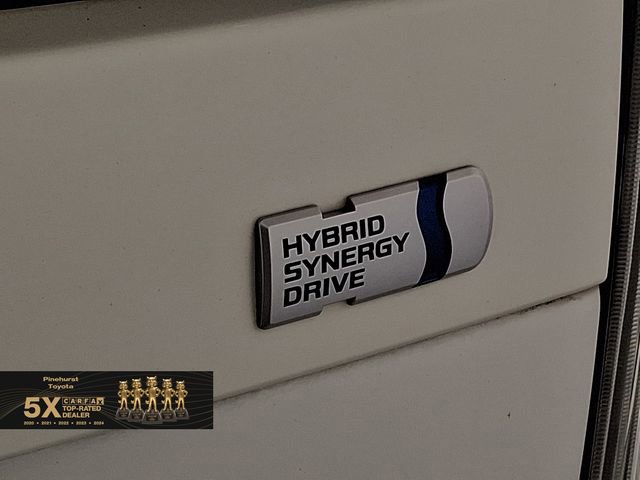 HYBRID
SYNERGY
DRIVE
Pinehurst
Toyota
5X CARFAX
TOP-RATED
DEALER
2020 • 2021 • 2022 • 2023 • 2024